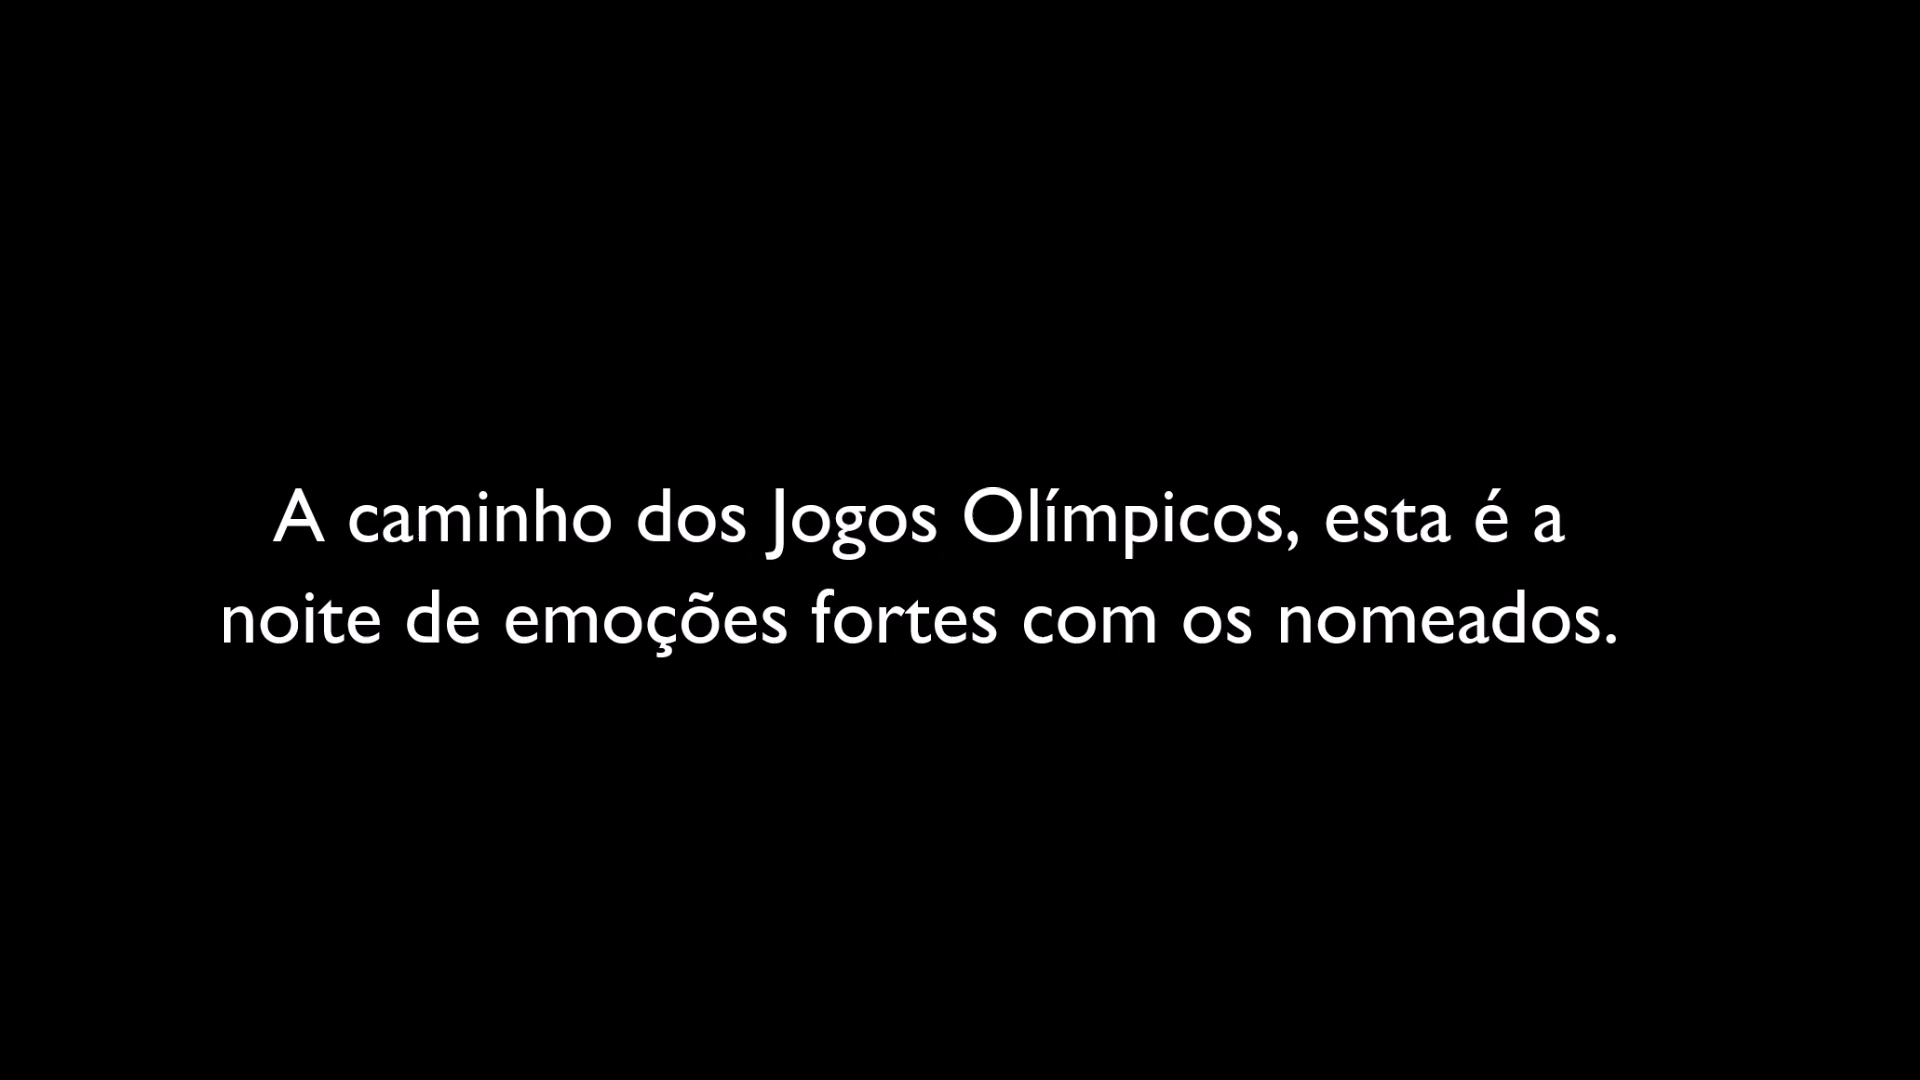 A caminho dos Jogos Olímpicos, esta é a
noite de emoções fortes com os nomeados.